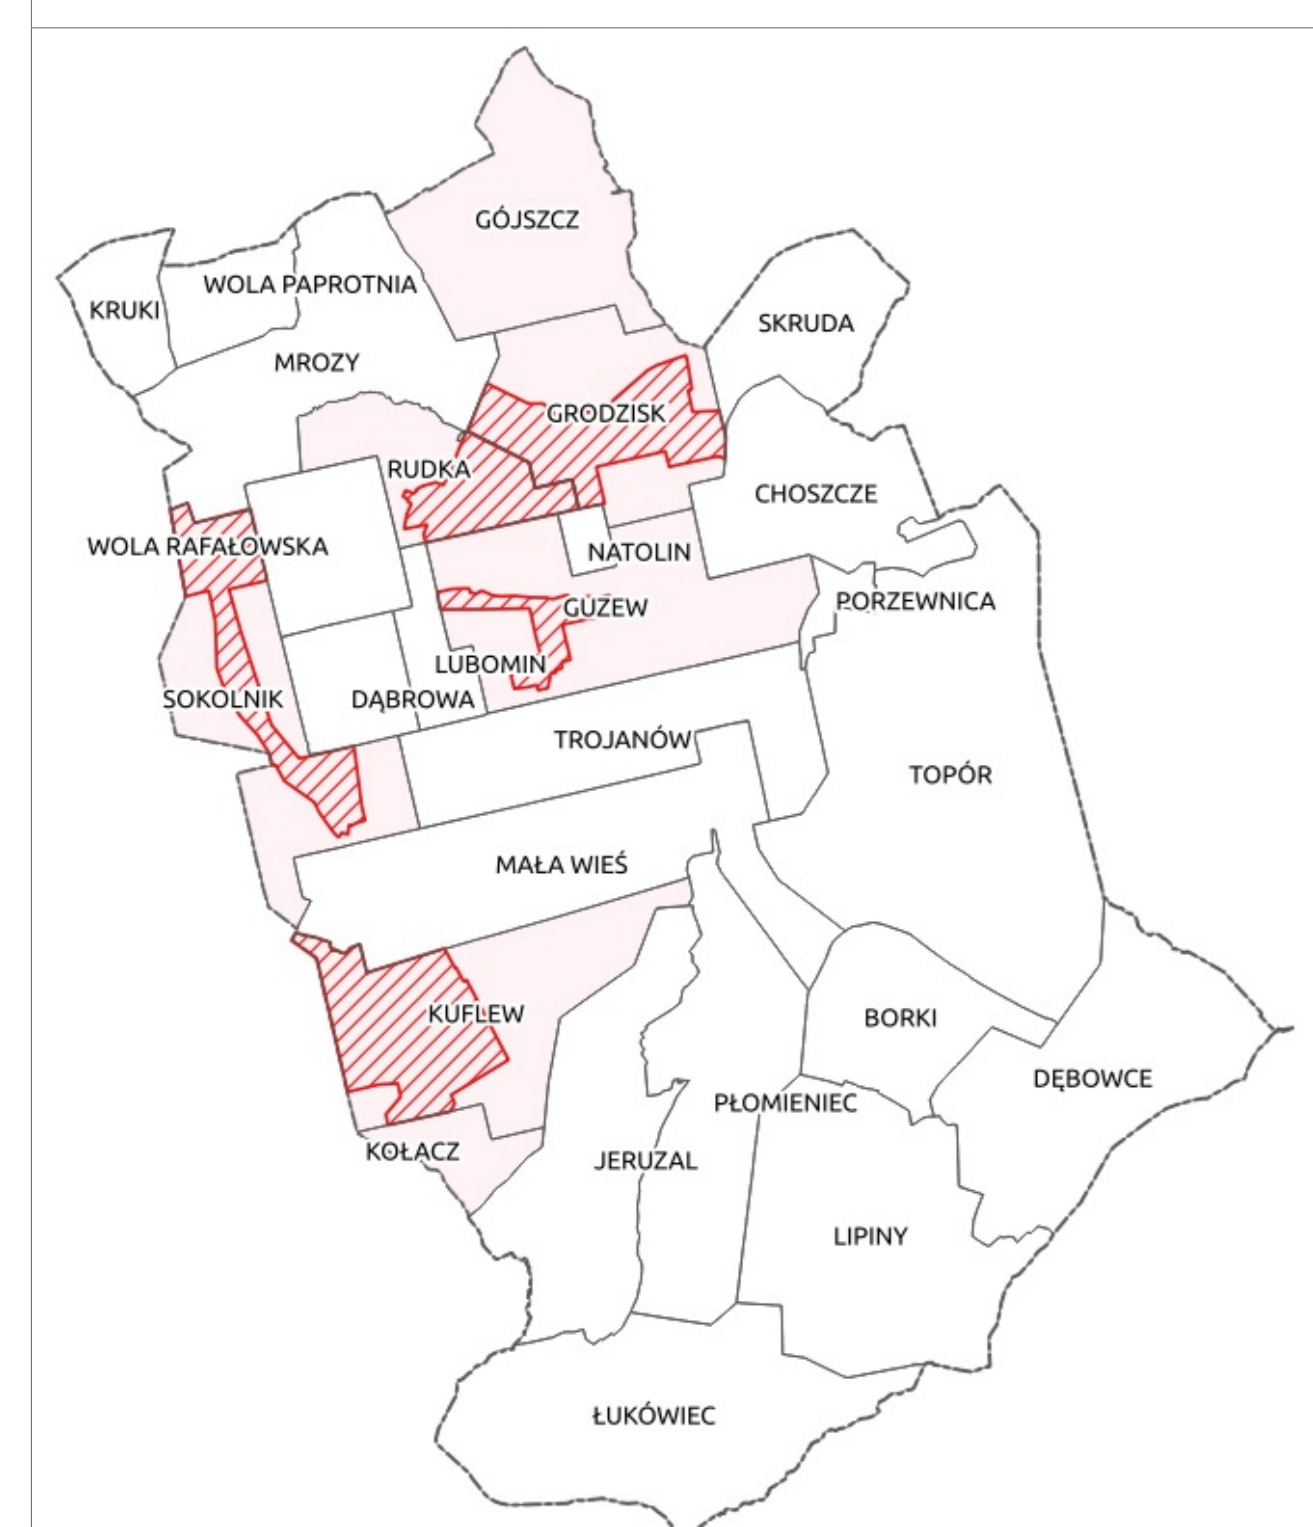 GÓJSZCZ
WOLA PAPROTNIA
KRUKI
SKRUDA
MROZY
GRODZISK
RUDKA
CHOSZCZE
WOLA RAFAŁOWSKA
NATOLIN
PORZEWNICA
GUZEW
LUBOMIN
SOKOLNIK
DĄBROWA
TROJANÓW
TOPÓR
MAŁA WIEŚ
KUFLEW
BORKI
DĘBOWCE
PŁOMIENIEC
KOŁACZ
JERUZAL
LIPINY
ŁUKÓWIEC